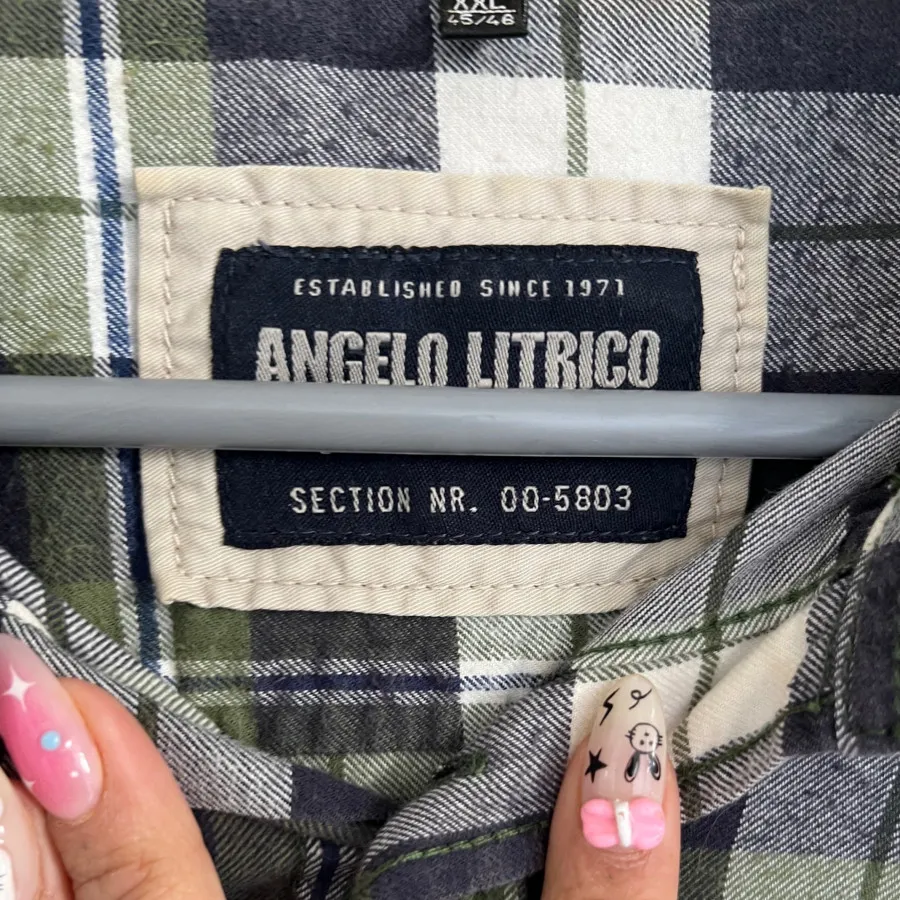 XXL
45/46
ESTABLISHED SINCE 1971
ANGELO LITRICO
SECTION NR. 00-5803